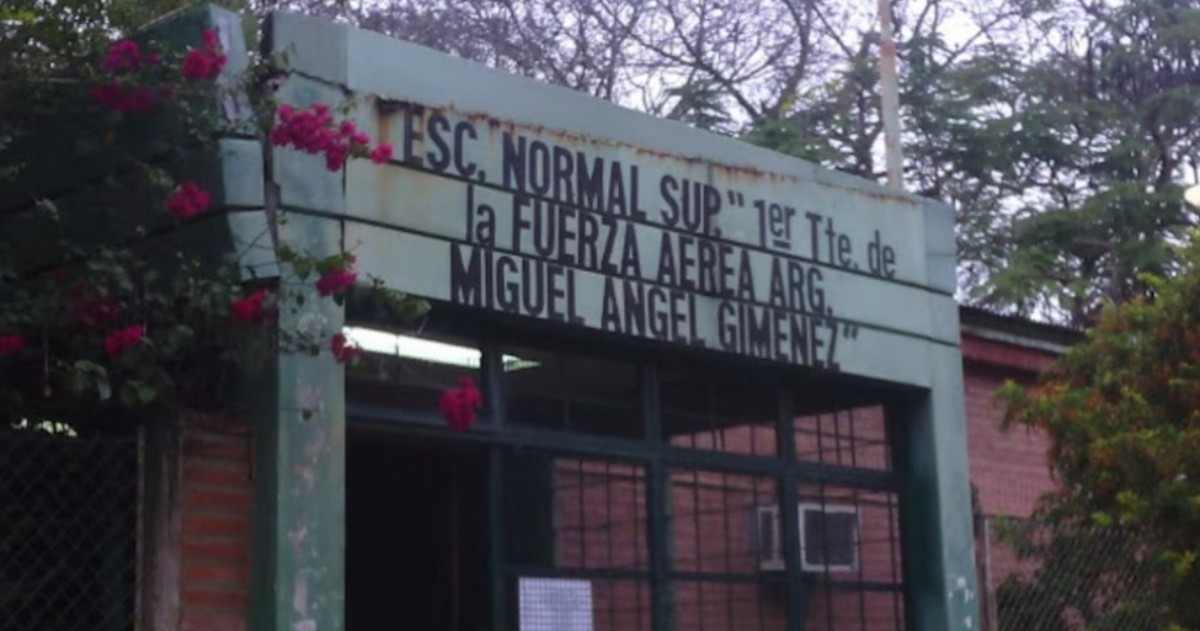 ESC. NORMAL SUP. "1er Tte. de
la FUERZA AEREA ARG.
MIGUEL ANGEL GIMENEZ"